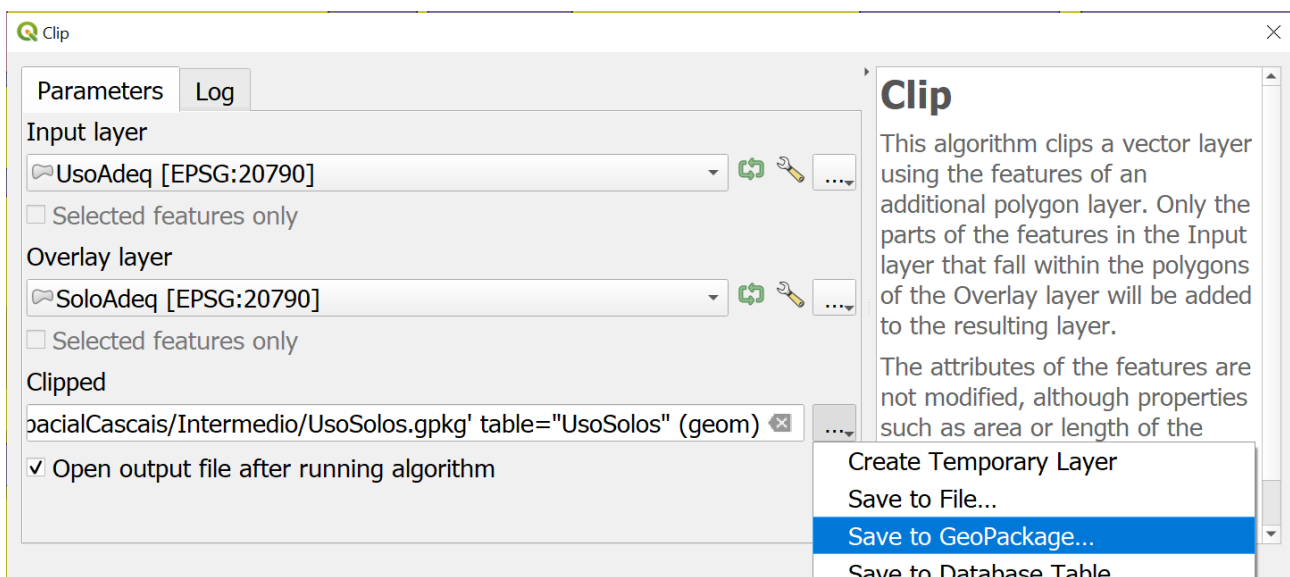 Clip
Parameters
Log
Input layer
UsoAdeq [EPSG:20790]
...
Selected features only
Overlay layer
SoloAdeq [EPSG:20790]
...
Selected features only
Clipped
pacialCascais/Intermedio/UsoSolos.gpkg' table="UsoSolos" (geom)
...
Open output file after running algorithm
Clip
This algorithm clips a vector layer
using the features of an
additional polygon layer. Only the
parts of the features in the Input
layer that fall within the polygons
of the Overlay layer will be added
to the resulting layer.
The attributes of the features are
not modified, although properties
such as area or length of the
Create Temporary Layer
Save to File...
Save to GeoPackage...
Save to Database Table